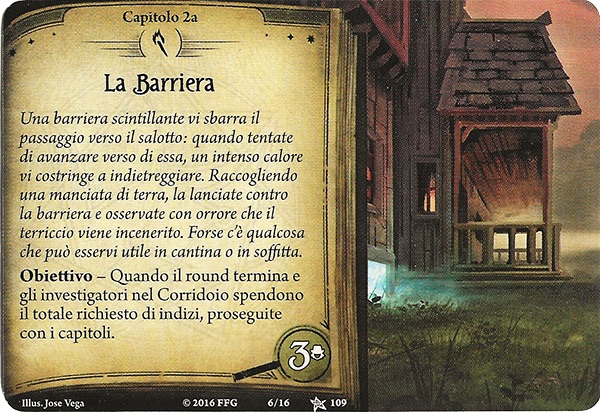 Capitolo 2a
La Barriera
Una barriera scintillante vi sbarra il
passaggio verso il salotto: quando tentate
di avanzare verso di essa, un intenso calore
vi costringe a indietreggiare. Raccogliendo
una manciata di terra, la lanciate contro
la barriera e osservate con orrore che il
terriccio viene incenerito. Forse c'è qualcosa
che può esservi utile in cantina o in soffitta.
Obiettivo – Quando il round termina e
gli investigatori nel Corridoio spendono
il totale richiesto di indizi, proseguite
con i capitoli.
3
Illus. Jose Vega © 2016 FFG 6/16 109